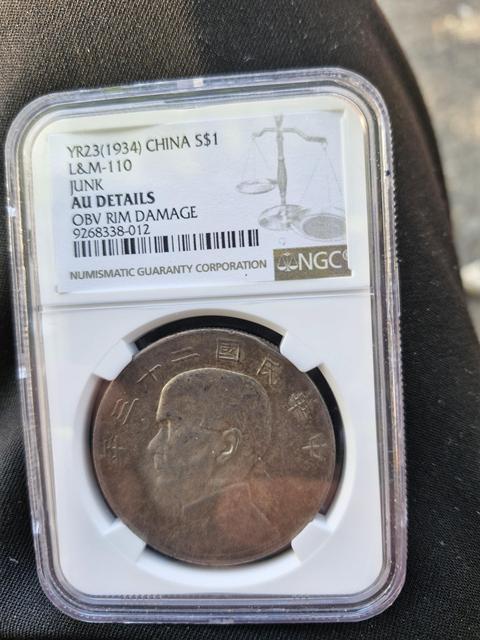 YR23(1934) CHINA S$1
L&M-110
JUNK
AU DETAILS
OBV RIM DAMAGE
9268338-012
NUMISMATIC GUARANTY CORPORATION
NGC
中華民國二十三年